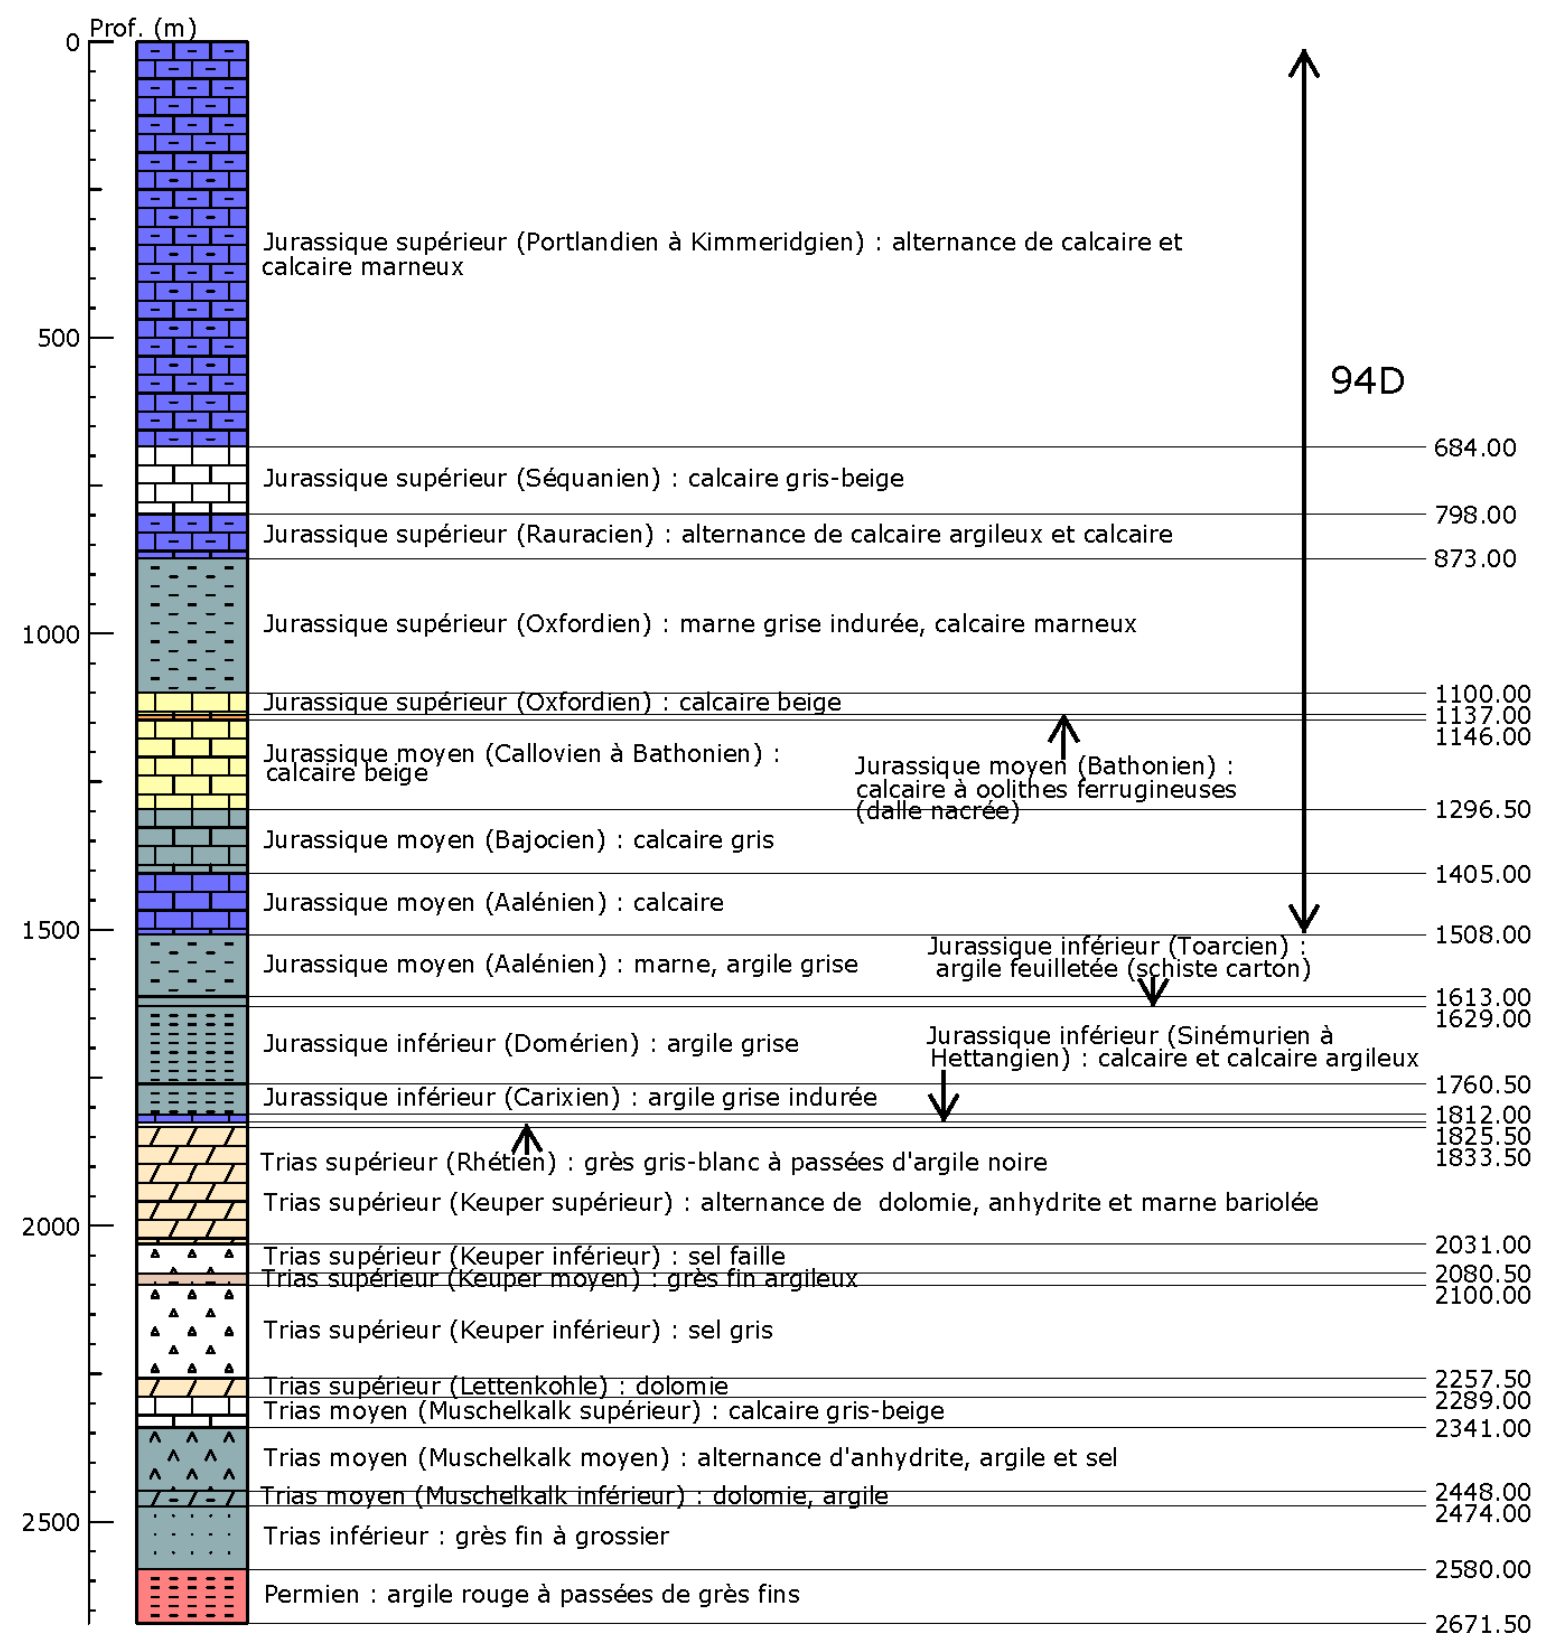 Prof. (m)
0
Jurassique supérieur (Portlandien à Kimmeridgien) : alternance de calcaire et
calcaire marneux
500
94D
684.00
Jurassique supérieur (Séquanien) : calcaire gris-beige
798.00
Jurassique supérieur (Rauracien) : alternance de calcaire argileux et calcaire
873.00
Jurassique supérieur (Oxfordien) : marne grise indurée, calcaire marneux
1000
1100.00
Jurassique supérieur (Oxfordien) : calcaire beige
1137.00
1146.00
Jurassique moyen (Callovien à Bathonien) :
calcaire beige
Jurassique moyen (Bathonien) :
calcaire à oolithes ferrugineuses
(dalle nacrée)
1296.50
Jurassique moyen (Bajocien) : calcaire gris
1405.00
Jurassique moyen (Aalénien) : calcaire
1500
1508.00
Jurassique inférieur (Toarcien) :
argile feuilletée (schiste carton)
Jurassique moyen (Aalénien) : marne, argile grise
1613.00
1629.00
Jurassique inférieur (Sinémurien à
Hettangien) : calcaire et calcaire argileux
Jurassique inférieur (Domérien) : argile grise
1760.50
Jurassique inférieur (Carixien) : argile grise indurée
1812.00
1825.50
1833.50
Trias supérieur (Rhétien) : grès gris-blanc à passées d'argile noire
Trias supérieur (Keuper supérieur) : alternance de dolomie, anhydrite et marne bariolée
2000
2031.00
Trias supérieur (Keuper inférieur) : sel faille
2080.50
Trias supérieur (Keuper moyen) : grès fin argileux
2100.00
Trias supérieur (Keuper inférieur) : sel gris
2257.50
Trias supérieur (Lettenkohle) : dolomie
2289.00
Trias moyen (Muschelkalk supérieur) : calcaire gris-beige
2341.00
Trias moyen (Muschelkalk moyen) : alternance d'anhydrite, argile et sel
2448.00
Trias moyen (Muschelkalk inférieur) : dolomie, argile
2474.00
2500
Trias inférieur : grès fin à grossier
2580.00
Permien : argile rouge à passées de grès fins
2671.50